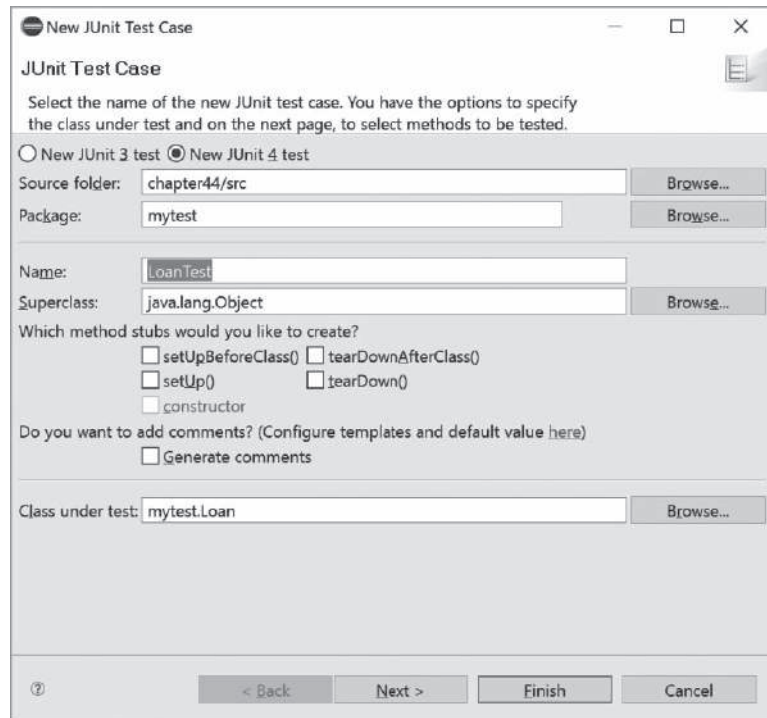 New JUnit Test Case
JUnit Test Case
Select the name of the new JUnit test case. You have the options to specify
the class under test and on the next page, to select methods to be tested.
New JUnit 3 test New JUnit 4 test
Source folder: chapter44/src Browse...
Package: mytest Browse...
Name: LoanTest
Superclass: java.lang.Object Browse...
Which method stubs would you like to create?
setUpBeforeClass() tearDownAfterClass()
setUp() tearDown()
constructor
Do you want to add comments? (Configure templates and default value here)
Generate comments
Class under test: mytest.Loan Browse...
? < Back Next > Finish Cancel